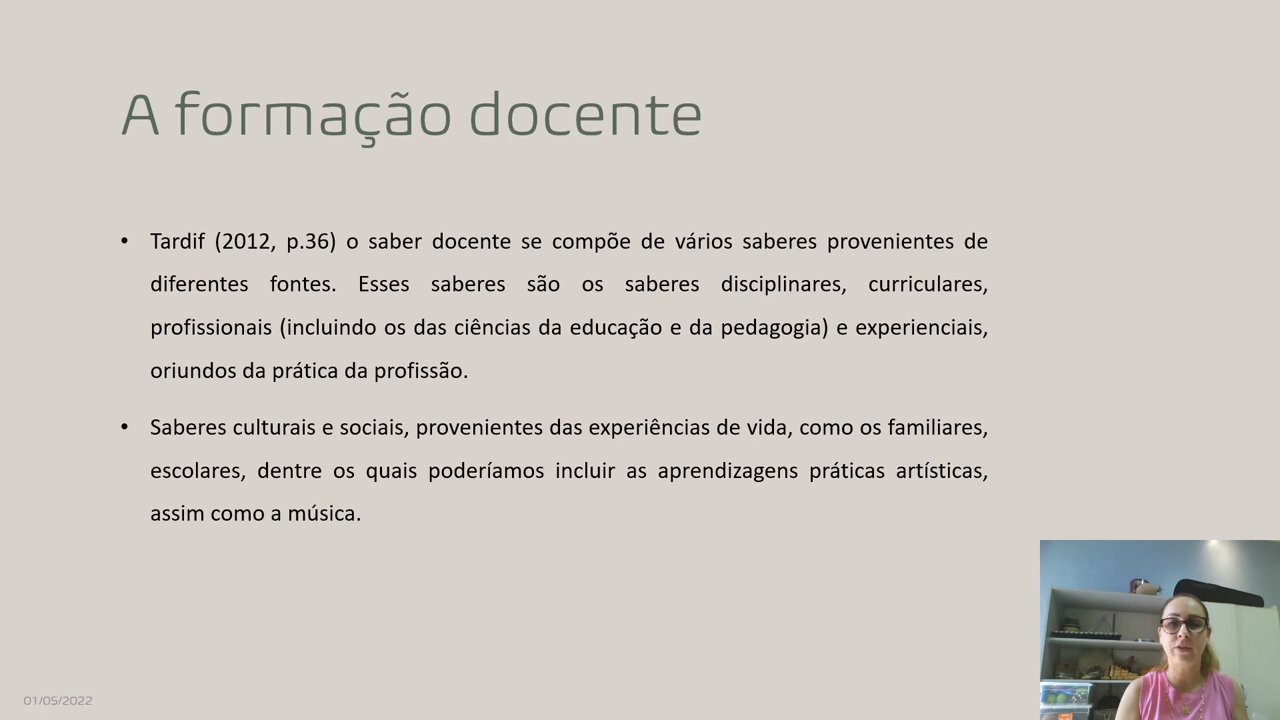 A formação docente
• Tardif (2012, p.36) o saber docente se compõe de vários saberes provenientes de
diferentes fontes. Esses saberes são os saberes disciplinares, curriculares,
profissionais (incluindo os das ciências da educação e da pedagogia) e experienciais,
oriundos da prática da profissão.
• Saberes culturais e sociais, provenientes das experiências de vida, como os familiares,
escolares, dentre os quais poderíamos incluir as aprendizagens práticas artísticas,
assim como a música.
01/05/2022